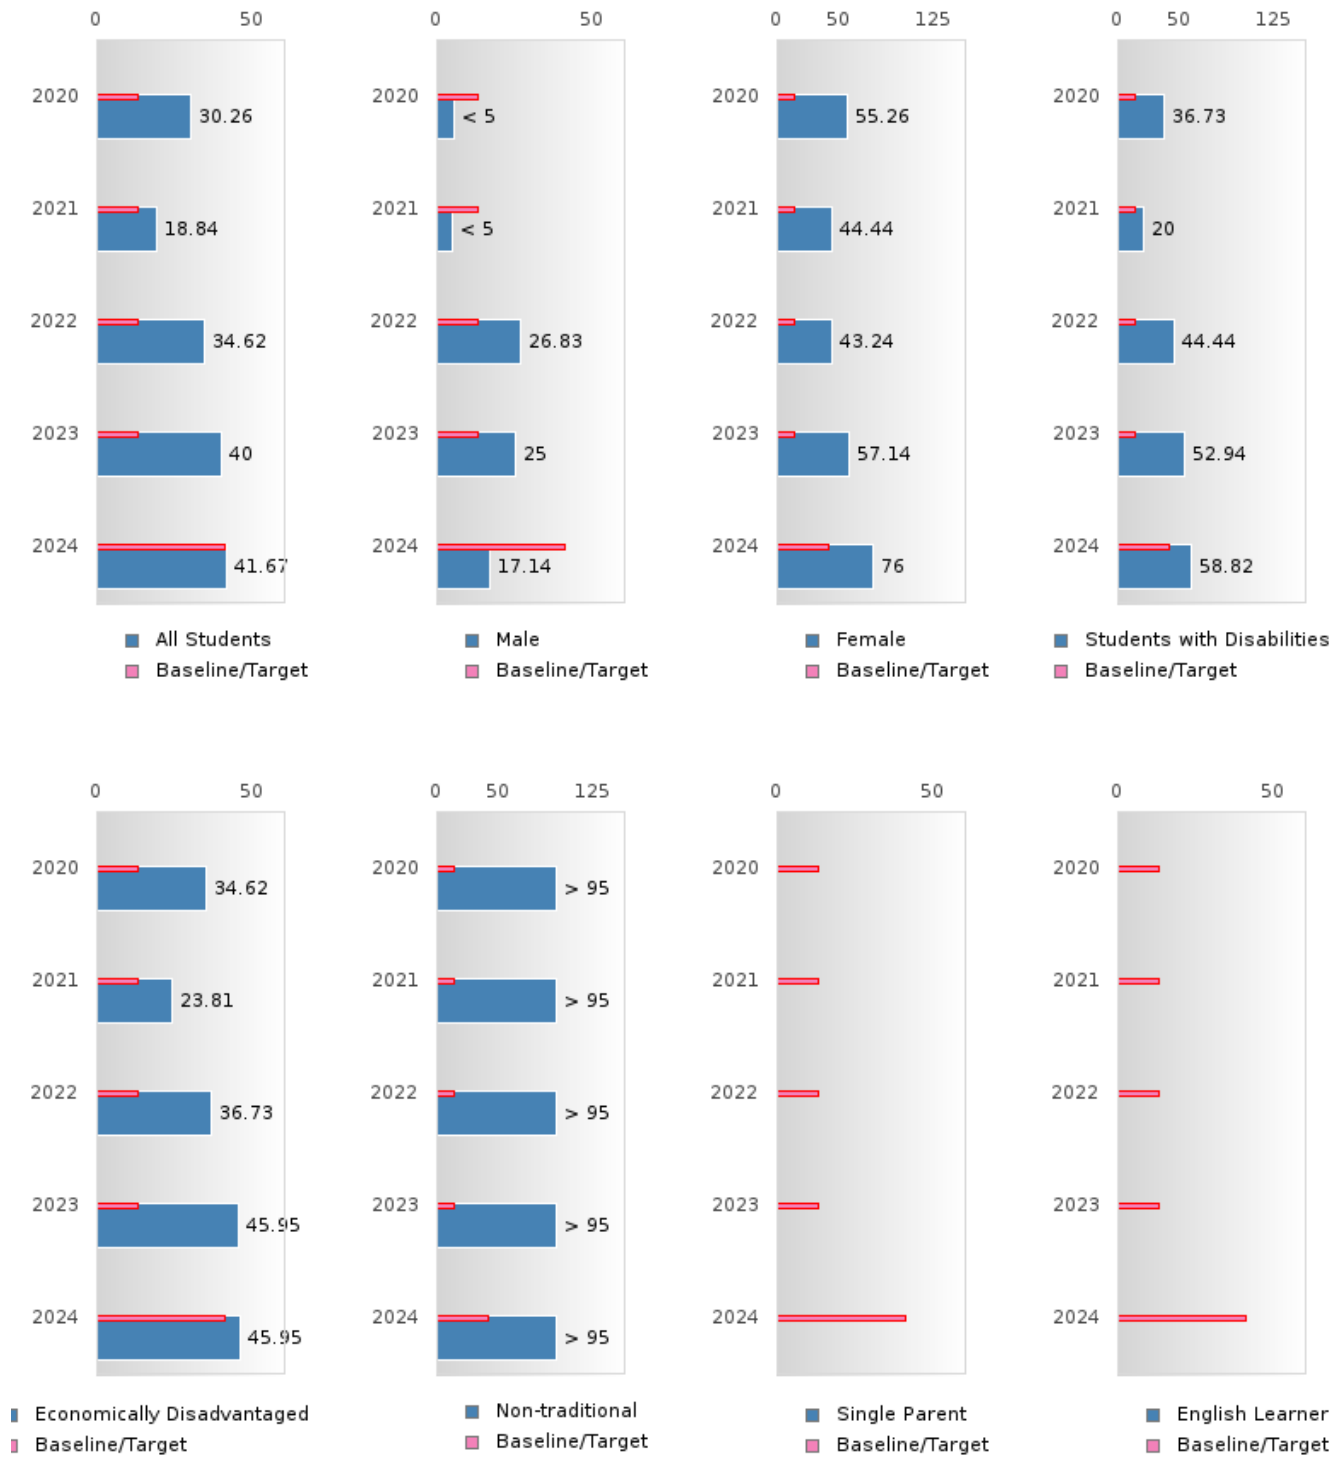 0 50
2020 30.26
2021 18.84
2022 34.62
2023 40
2024 41.67
All Students
Baseline/Target
0 50
2020 < 5
2021 < 5
2022 26.83
2023 25
2024 17.14
Male
Baseline/Target
0 50 125
2020 55.26
2021 44.44
2022 43.24
2023 57.14
2024 76
Female
Baseline/Target
0 50 125
2020 36.73
2021 20
2022 44.44
2023 52.94
2024 58.82
Students with Disabilities
Baseline/Target
0 50
2020 34.62
2021 23.81
2022 36.73
2023 45.95
2024 45.95
Economically Disadvantaged
Baseline/Target
0 50 125
2020 > 95
2021 > 95
2022 > 95
2023 > 95
2024 > 95
Non-traditional
Baseline/Target
0 50
2020
2021
2022
2023
2024
Single Parent
Baseline/Target
0 50
2020
2021
2022
2023
2024
English Learner
Baseline/Target